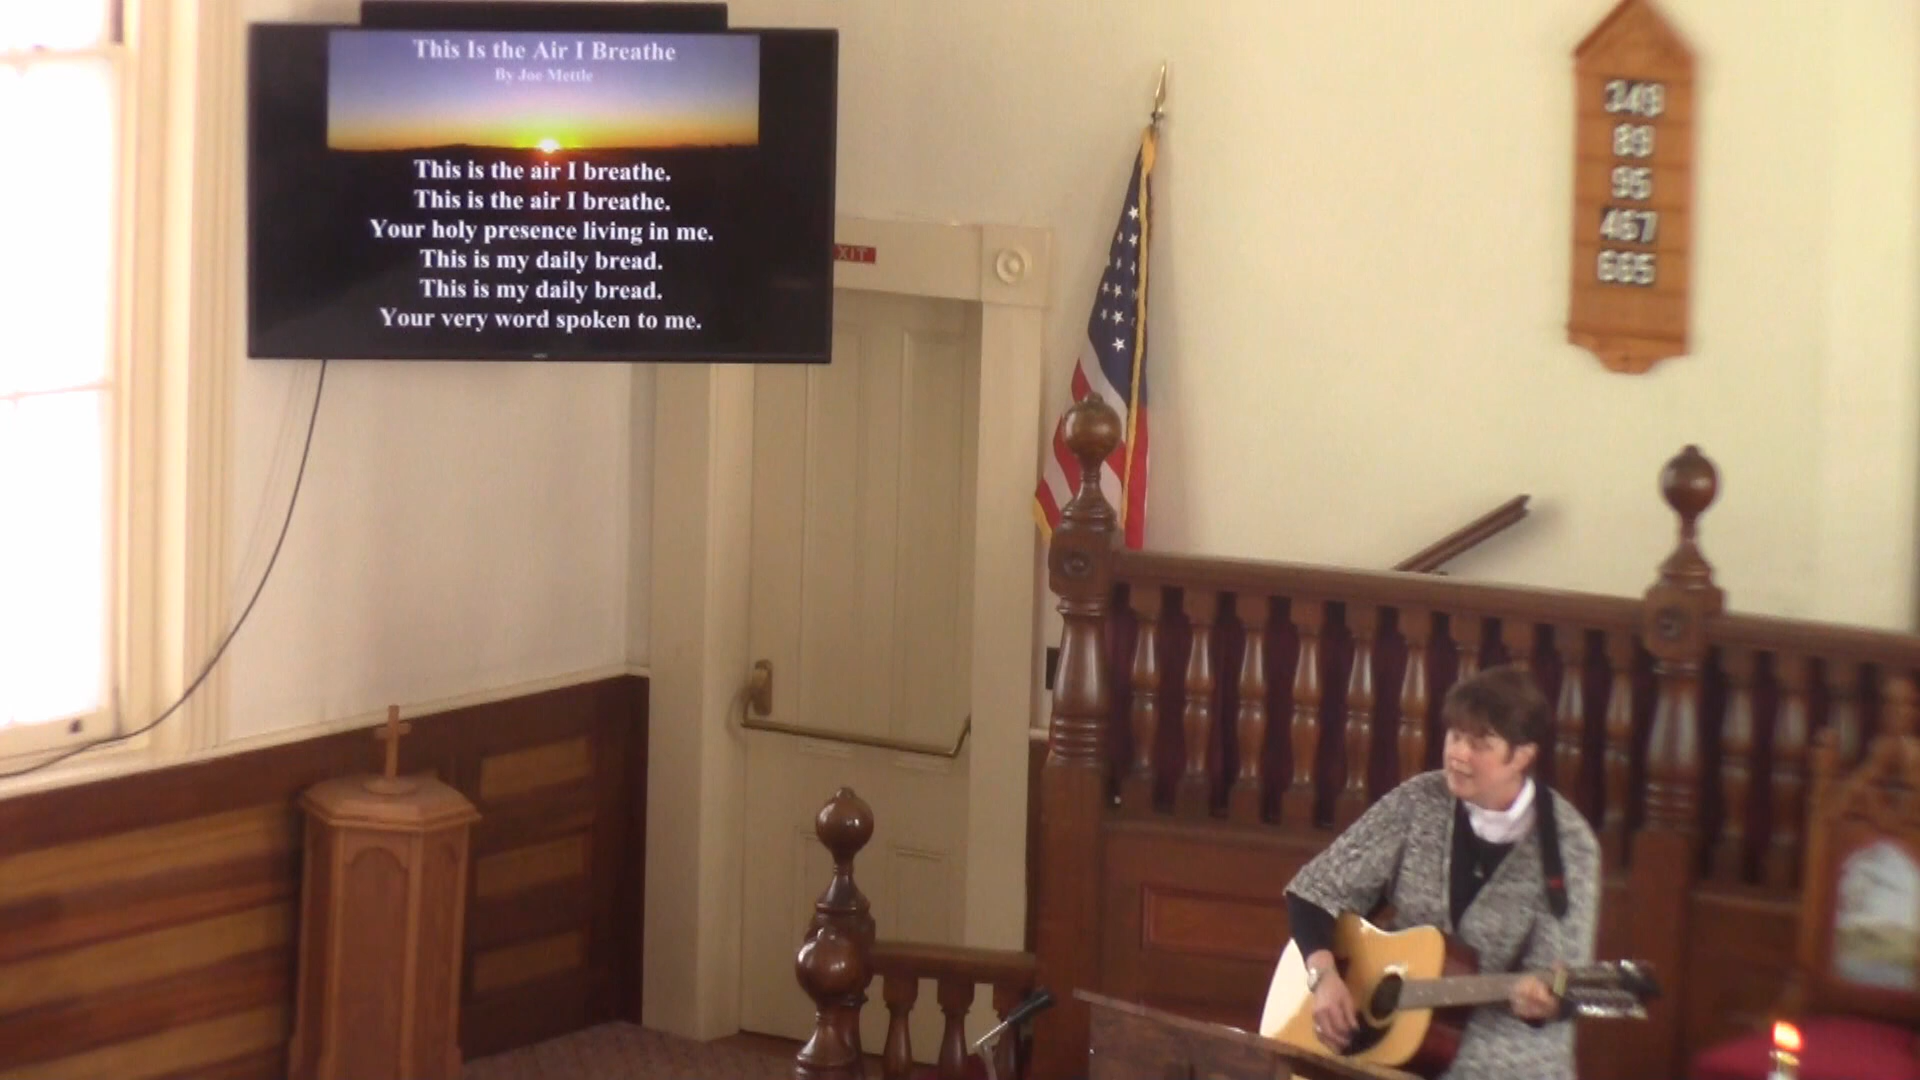 This Is the Air I Breathe
By Joe Mettle
This is the air I breathe.
This is the air I breathe.
Your holy presence living in me.
This is my daily bread.
This is my daily bread.
Your very word spoken to me.
XIT
349
89
95
467
685